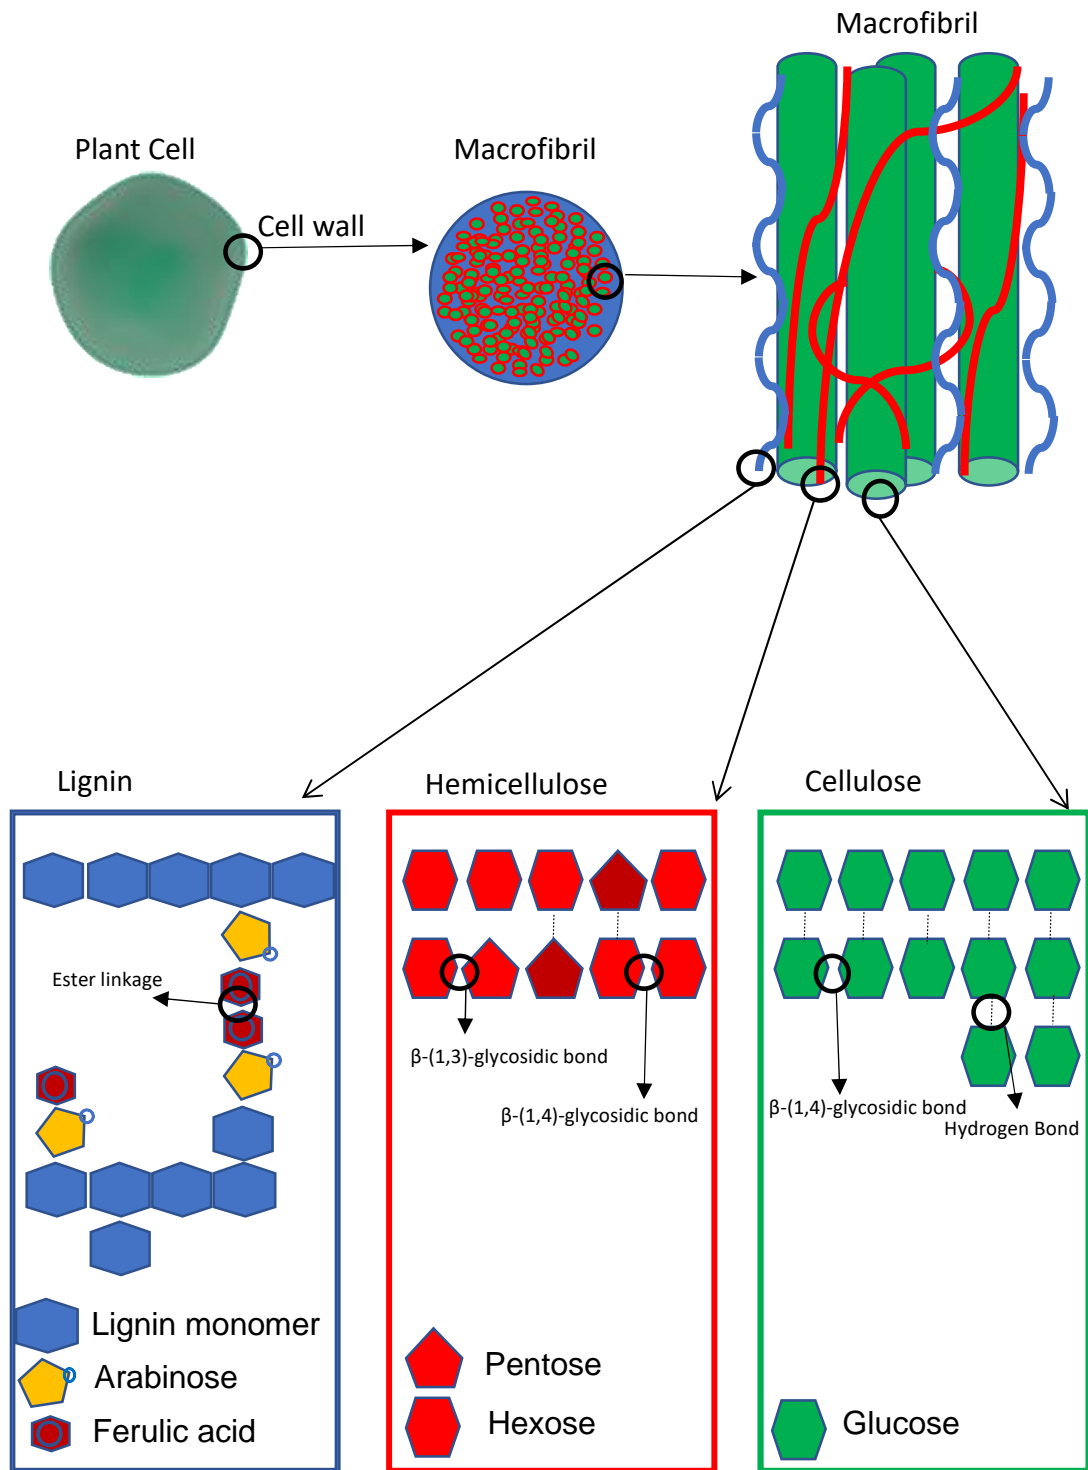 Macrofibril
Plant Cell
Macrofibril
Cell wall
Lignin
Hemicellulose
Cellulose
Ester linkage
β-(1,3)-glycosidic bond
β-(1,4)-glycosidic bond
β-(1,4)-glycosidic bond
Hydrogen Bond
Lignin monomer
Arabinose
Ferulic acid
Pentose
Hexose
Glucose